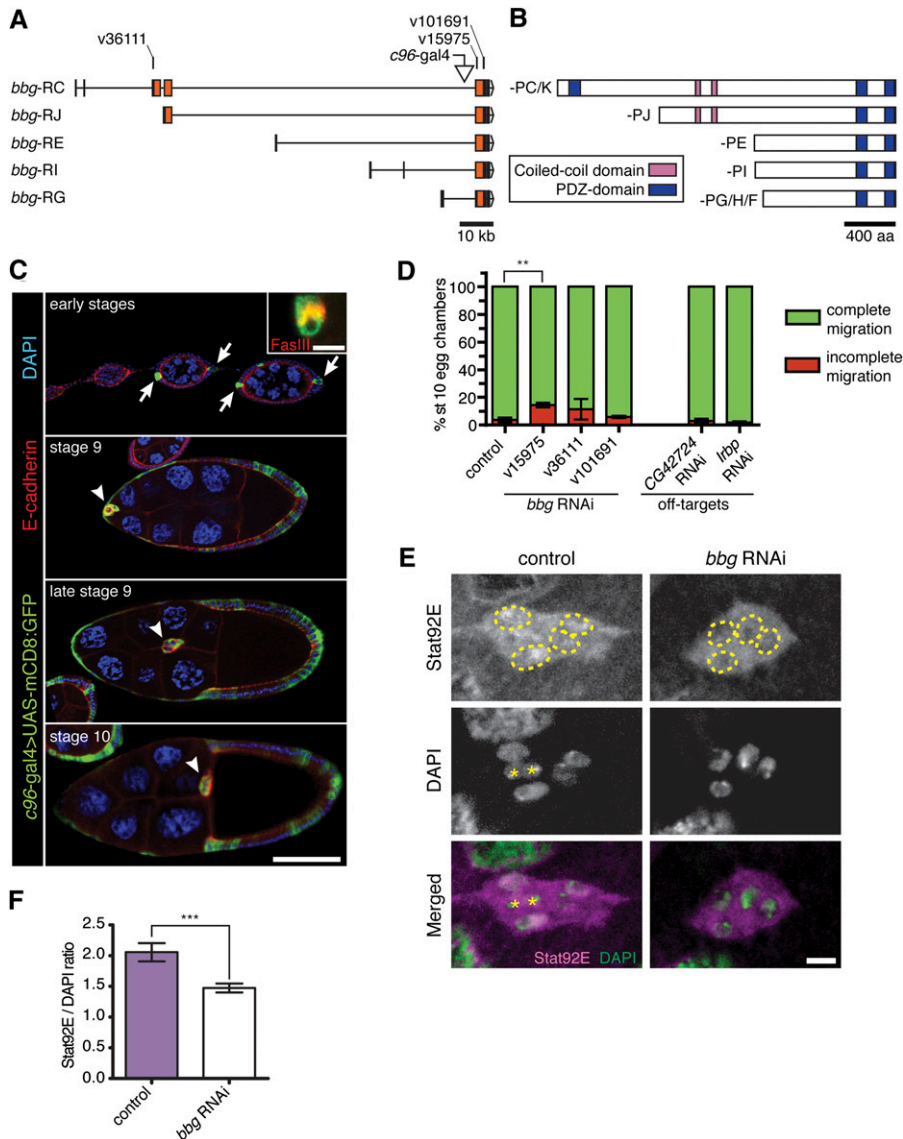 A
v36111
v101691
v15975
c96-gal4
bbg-RC
bbg-RJ
bbg-RE
bbg-RI
bbg-RG
10 kb
B
-PC/K
-PJ
-PE
-PI
-PG/H/F
Coiled-coil domain
PDZ-domain
400 aa
C
c96-gal4>UAS-mCD8:GFP E-cadherin DAPI
early stages
FasIII
stage 9
late stage 9
stage 10
D
% st 10 egg chambers
100
80
60
40
20
0
**
control
v15975
v36111
v101691
CG42724 RNAi
lrbp RNAi
bbg RNAi
off-targets
complete
migration
incomplete
migration
E
control
bbg RNAi
Stat92E
DAPI
* *
Merged
* *
Stat92E DAPI
F
Stat92E / DAPI ratio
2.5
2.0
1.5
1.0
0.5
0.0
***
control
bbg RNAi